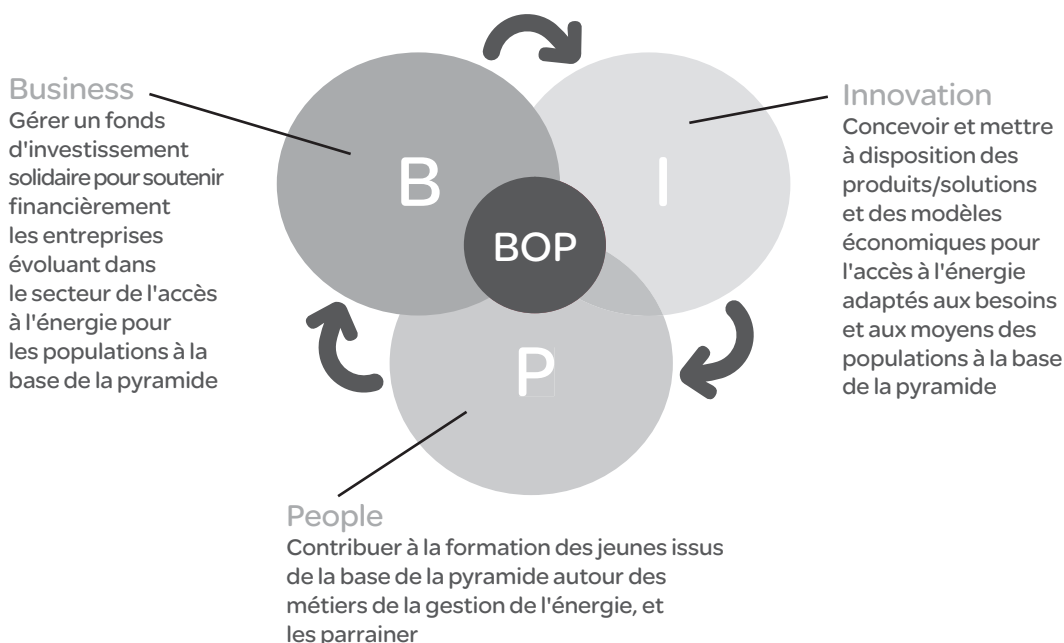 Business
Gérer un fonds
d'investissement
solidaire pour soutenir
financièrement
les entreprises
évoluant dans
le secteur de l'accès
à l'énergie pour
les populations à la
base de la pyramide
B
I
BOP
P
Innovation
Concevoir et mettre
à disposition des
produits/solutions
et des modèles
économiques pour
l'accès à l'énergie
adaptés aux besoins
et aux moyens des
populations à la base
de la pyramide
People
Contribuer à la formation des jeunes issus
de la base de la pyramide autour des
métiers de la gestion de l'énergie, et
les parrainer